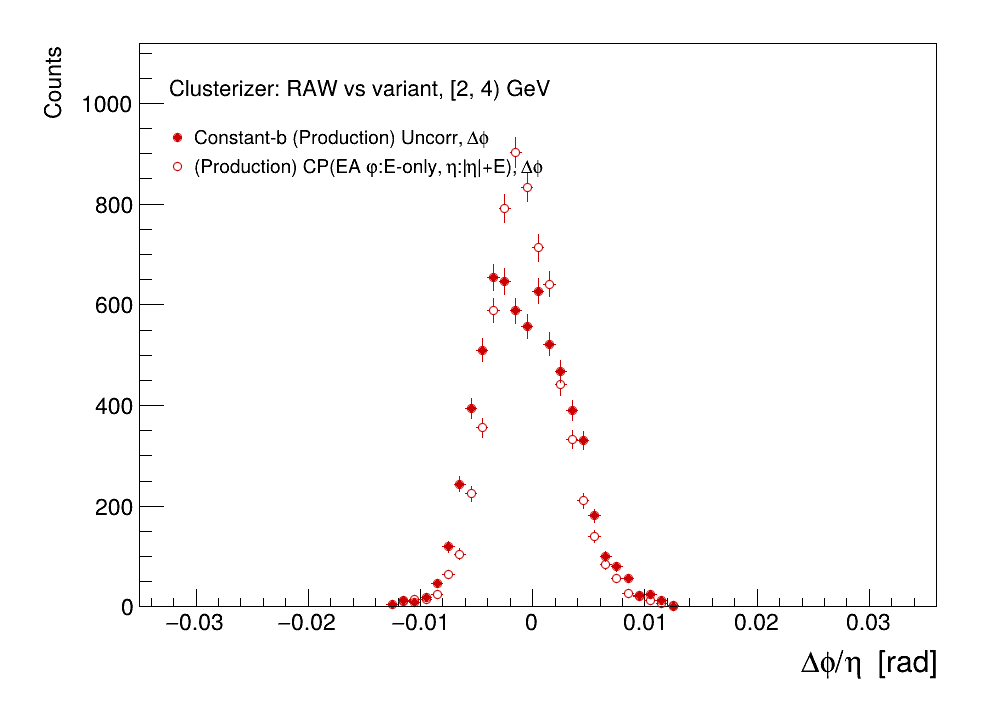 Counts
Clusterizer: RAW vs variant, [2, 4) GeV
Constant-b (Production) Uncorr, Δϕ
(Production) CP(EA φ:E-only, η:|η|+E), Δϕ
1000
800
600
400
200
0
−0.03 −0.02 −0.01 0 0.01 0.02 0.03
Δϕ/η [rad]